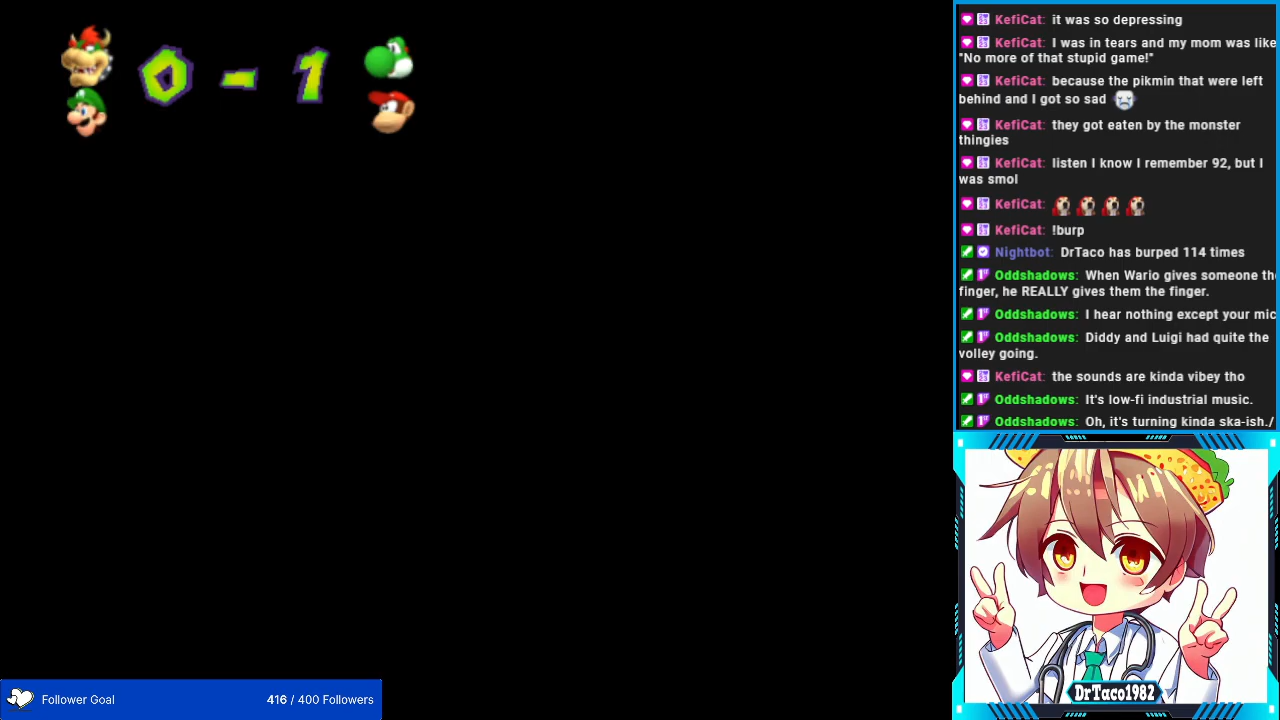 0 - 1
KefiCat: it was so depressing
KefiCat: I was in tears and my mom was like
"No more of that stupid game!"
KefiCat: because the pikmin that were left
behind and I got so sad
KefiCat: they got eaten by the monster
thingies
KefiCat: listen I know I remember 92, but I
was smol
KefiCat:
KefiCat: !burp
Nightbot: DrTaco has burped 114 times
Oddshadows: When Wario gives someone the
finger, he REALLY gives them the finger.
Oddshadows: I hear nothing except your mic
Oddshadows: Diddy and Luigi had quite the
volley going.
KefiCat: the sounds are kinda vibey tho
Oddshadows: It's low-fi industrial music.
Oddshadows: Oh, it's turning kinda ska-ish./
DrTaco1982
Follower Goal 416 / 400 Followers